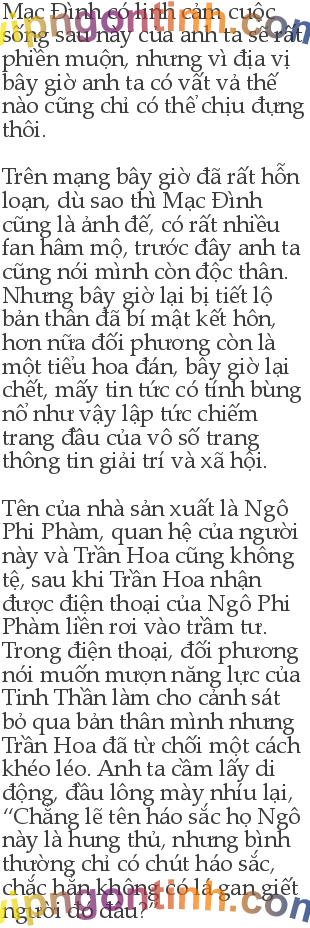 Mạc Đình có linh cảm cuộc
sống sau này của anh ta sẽ rất
phiền muộn, nhưng vì địa vị
bây giờ anh ta có vất vả thế
nào cũng chỉ có thể chịu đựng
thôi.
Trên mạng bây giờ đã rất hỗn
loạn, dù sao thì Mạc Đình
cũng là ảnh đế, có rất nhiều
fan hâm mộ, trước đây anh ta
cũng nói mình còn độc thân.
Nhưng bây giờ lại bị tiết lộ
bản thân đã bí mật kết hôn,
hơn nữa đối phương còn là
một tiểu hoa đán, bây giờ lại
chết, mấy tin tức có tính bùng
nổ như vậy lập tức chiếm
trang đầu của vô số trang
thông tin giải trí và xã hội.
Tên của nhà sản xuất là Ngô
Phi Phàm, quan hệ của người
này và Trần Hoa cũng không
tệ, sau khi Trần Hoa nhận
được điện thoại của Ngô Phi
Phàm liền rơi vào trầm tư.
Trong điện thoại, đối phương
nói muốn mượn năng lực của
Tinh Thần làm cho cảnh sát
bỏ qua bản thân mình nhưng
Trần Hoa đã từ chối một cách
khéo léo. Anh ta cầm lấy di
động, đầu lông mày nhíu lại,
“Chẳng lẽ tên háo sắc họ Ngô
này là hung thủ, nhưng bình
thường chỉ có chút háo sắc,
chắc hẳn không có lá gan giết
người đó đâu?”
vipngontinh.com
vipngontinh.com